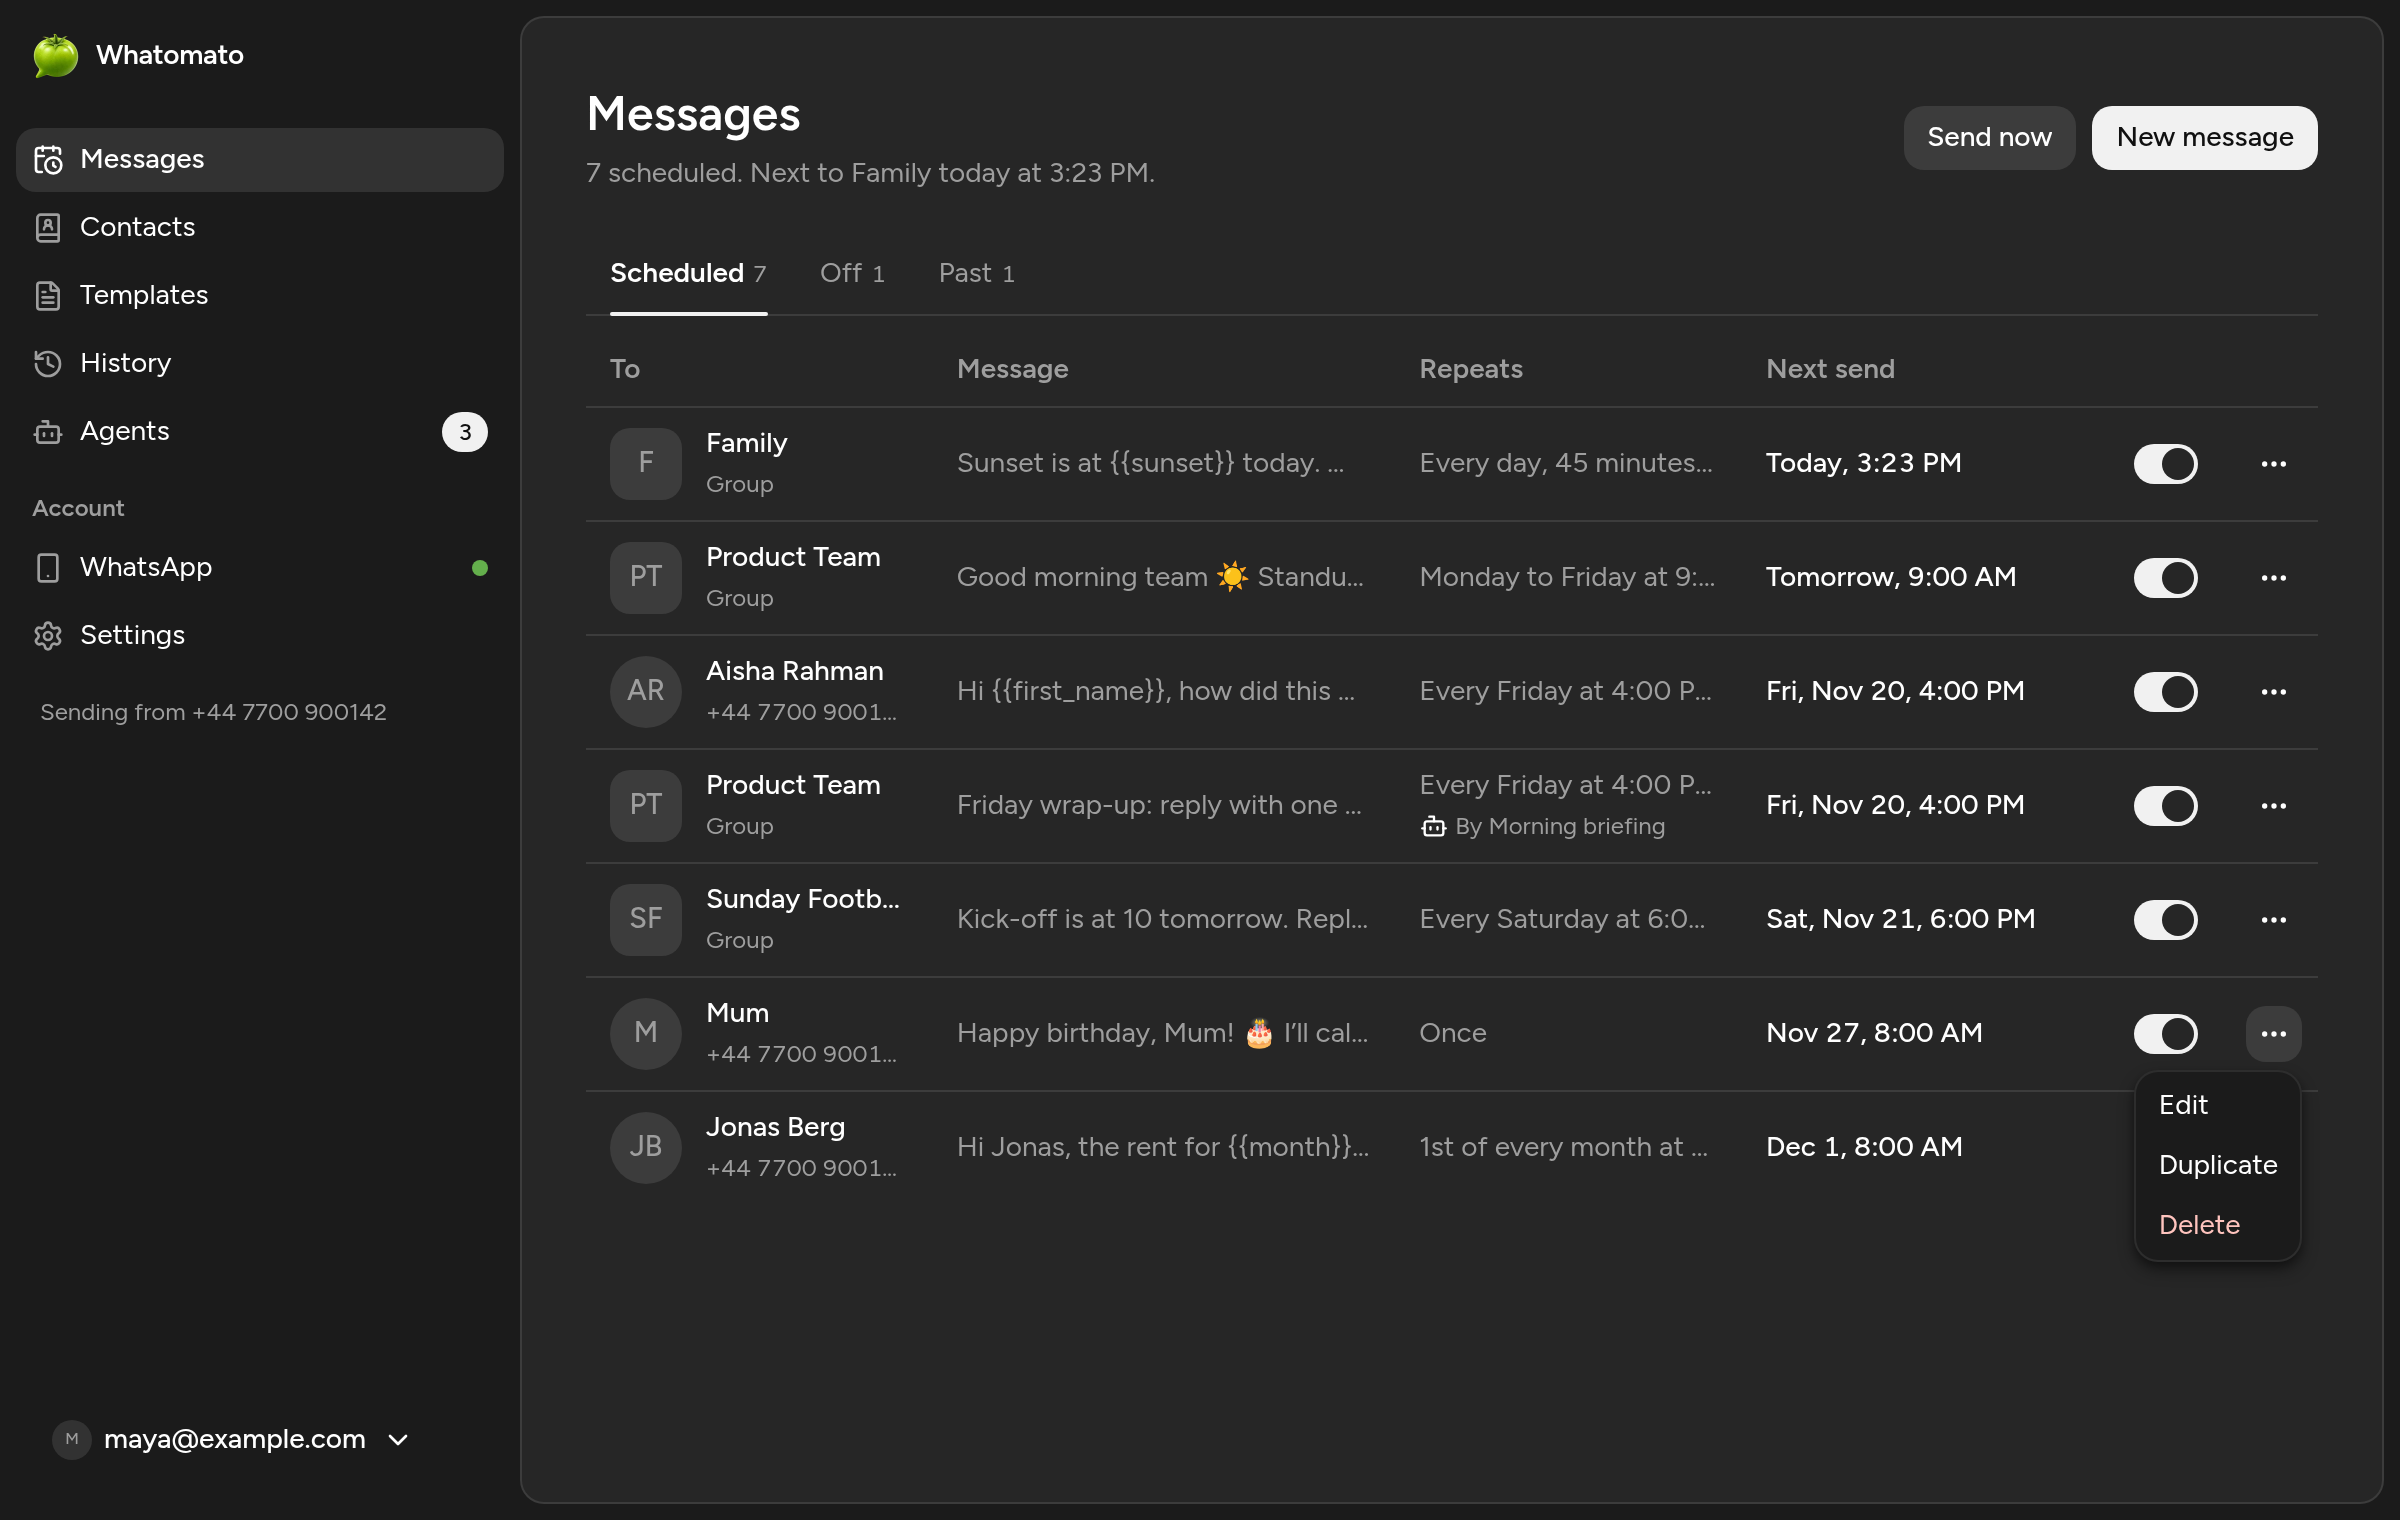 Whatomato
Messages
Contacts
Templates
History
Agents 3
Account
WhatsApp
Settings
Sending from +44 7700 900142
M maya@example.com
Messages
7 scheduled. Next to Family today at 3:23 PM.
Send now
New message
Scheduled 7 Off 1 Past 1
To Message Repeats Next send
F Family
Group
Sunset is at {{sunset}} today. ...
Every day, 45 minutes...
Today, 3:23 PM
PT Product Team
Group
Good morning team ☀️ Standu...
Monday to Friday at 9:...
Tomorrow, 9:00 AM
AR Aisha Rahman
+44 7700 9001...
Hi {{first_name}}, how did this ...
Every Friday at 4:00 P...
Fri, Nov 20, 4:00 PM
PT Product Team
Group
Friday wrap-up: reply with one ...
Every Friday at 4:00 P...
By Morning briefing
Fri, Nov 20, 4:00 PM
SF Sunday Footb...
Group
Kick-off is at 10 tomorrow. Repl...
Every Saturday at 6:0...
Sat, Nov 21, 6:00 PM
M Mum
+44 7700 9001...
Happy birthday, Mum! 🎂 I’ll cal...
Once
Nov 27, 8:00 AM
JB Jonas Berg
+44 7700 9001...
Hi Jonas, the rent for {{month}}...
1st of every month at ...
Dec 1, 8:00 AM
Edit
Duplicate
Delete